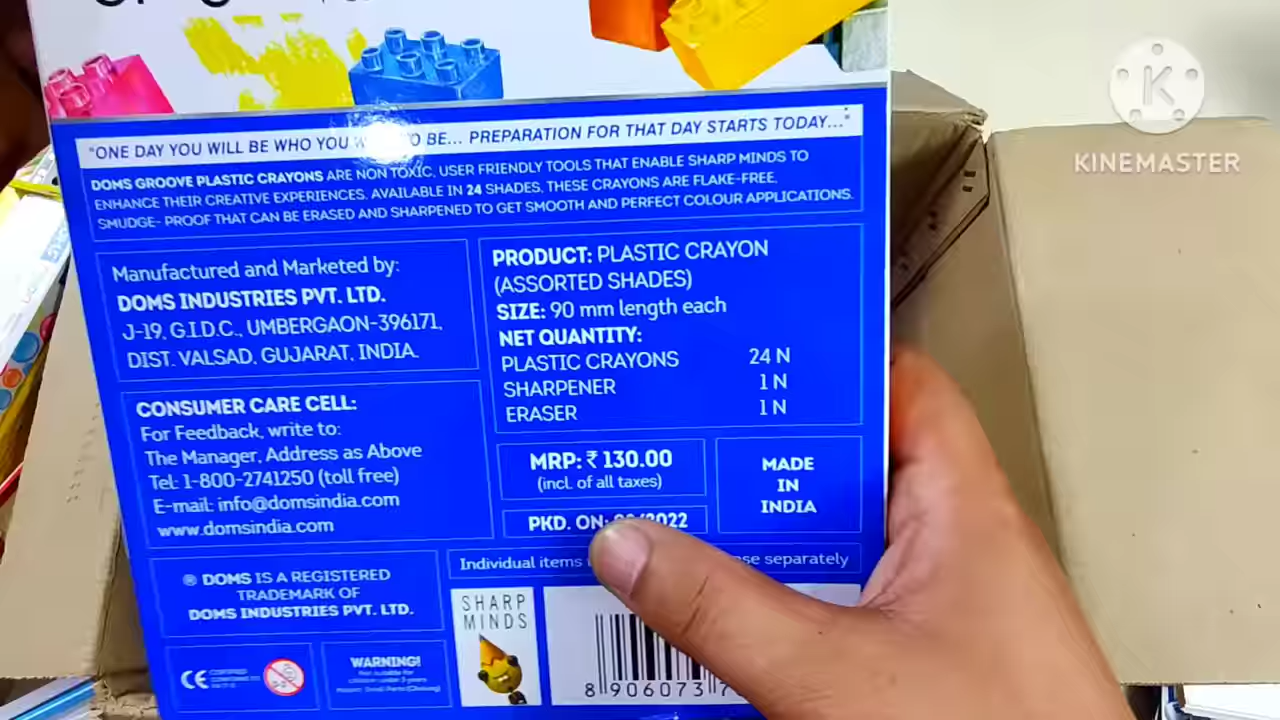 "ONE DAY YOU WILL BE WHO YOU BE... PREPARATION FOR THAT DAY STARTS TODAY..."
DOMS GROOVE PLASTIC CRAYONS ARE NON TOXIC, USER FRIENDLY TOOLS THAT ENABLE SHARP MINDS TO
ENHANCE THEIR CREATIVE EXPERIENCES. AVAILABLE IN 24 SHADES, THESE CRAYONS ARE FLAKE-FREE,
SMUDGE- PROOF THAT CAN BE ERASED AND SHARPENED TO GET SMOOTH AND PERFECT COLOUR APPLICATIONS.
Manufactured and Marketed by:
DOMS INDUSTRIES PVT. LTD.
J-19, G.I.D.C., UMBERGAON-396171,
DIST. VALSAD, GUJARAT, INDIA.
CONSUMER CARE CELL:
For Feedback, write to:
The Manager, Address as Above
Tel: 1-800-2741250 (toll free)
E-mail: info@domsindia.com
www.domsindia.com
® DOMS IS A REGISTERED
TRADEMARK OF
DOMS INDUSTRIES PVT. LTD.
CE
WARNING!
PRODUCT: PLASTIC CRAYON
(ASSORTED SHADES)
SIZE: 90 mm length each
NET QUANTITY:
PLASTIC CRAYONS 24 N
SHARPENER 1 N
ERASER 1 N
MRP: ₹ 130.00
(incl. of all taxes)
PKD. ON: /2022
MADE
IN
INDIA
Individual items separately
SHARP
MINDS
8 906073
K
KINEMASTER